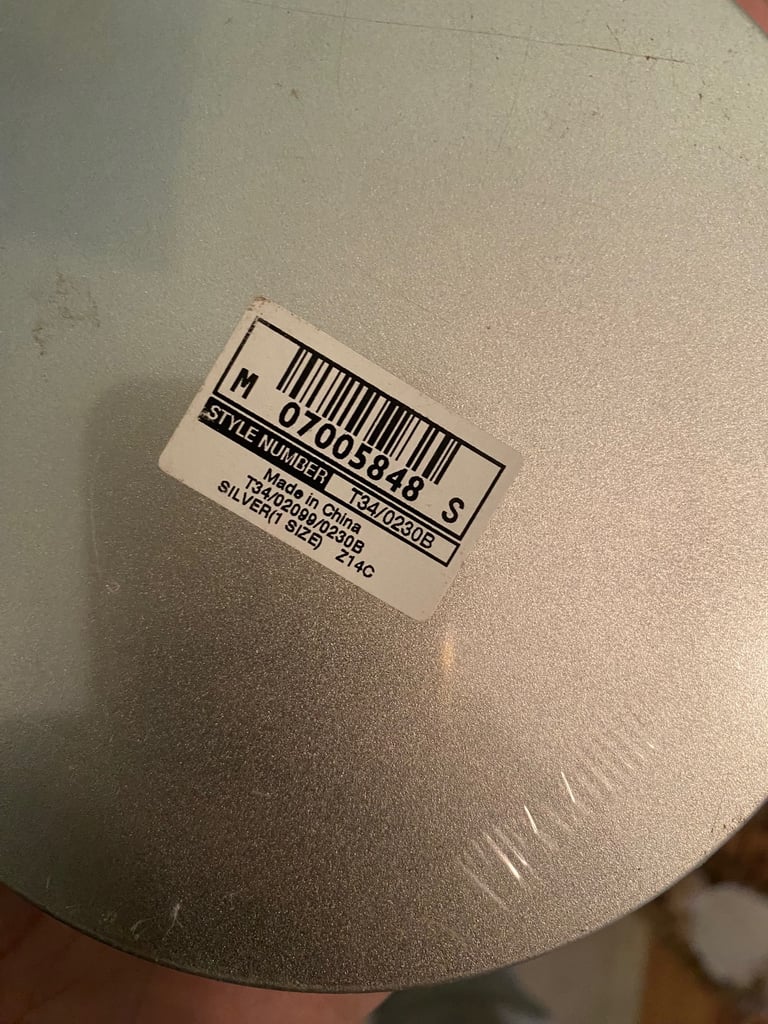 M 07005848 S
STYLE NUMBER T34/0230B
Made in China
T34/02099/0230B
SILVER(1 SIZE) Z14C